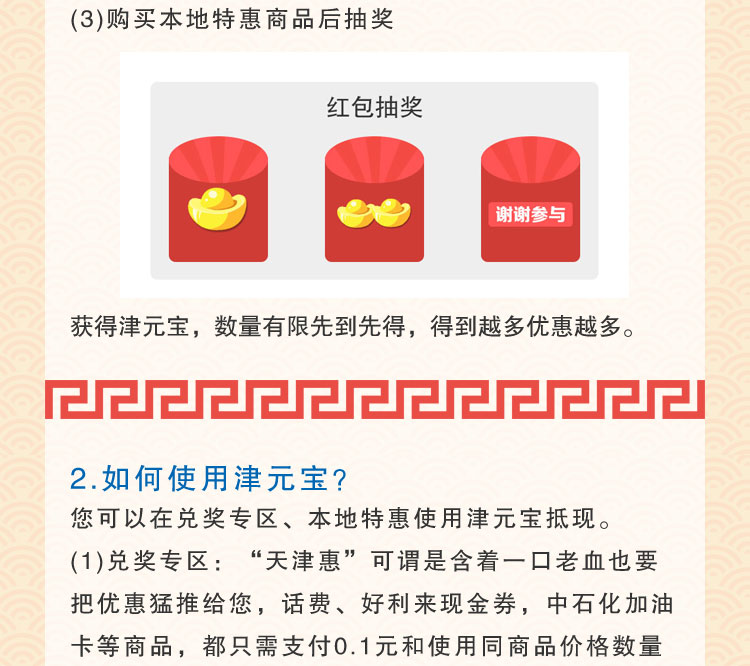 (3)购买本地特惠商品后抽奖
红包抽奖
谢谢参与
获得津元宝，数量有限先到先得，得到越多优惠越多。
2.如何使用津元宝？
您可以在兑奖专区、本地特惠使用津元宝抵现。
(1)兑奖专区：“天津惠”可谓是含着一口老血也要
把优惠猛推给您，话费、好利来现金券，中石化加油
卡等商品，都只需支付0.1元和使用同商品价格数量